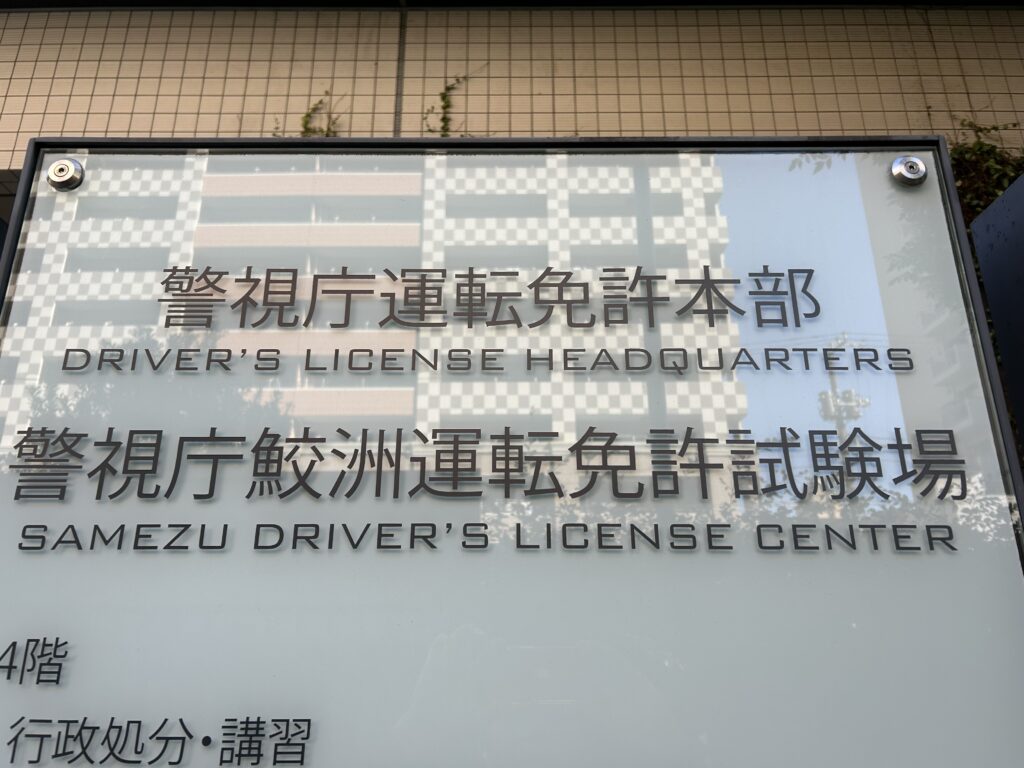 警視庁運転免許本部
DRIVER'S LICENSE HEADQUARTERS
警視庁鮫洲運転免許試験場
SAMEZU DRIVER'S LICENSE CENTER
4階
行政処分・講習